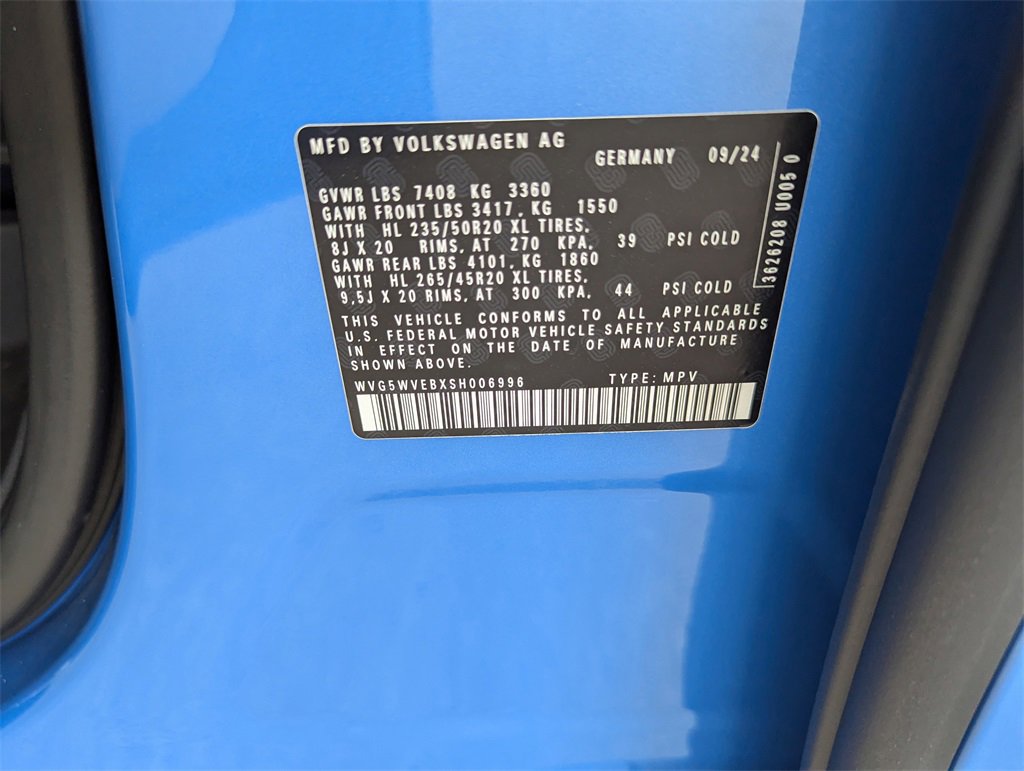 MFD BY VOLKSWAGEN AG
GERMANY 09/24
GVWR LBS 7408 KG 3360
GAWR FRONT LBS 3417, KG 1550
WITH HL 235/50R20 XL TIRES,
8J X 20 RIMS, AT 270 KPA, 39 PSI COLD
GAWR REAR LBS 4101, KG 1860
WITH HL 265/45R20 XL TIRES,
9,5J X 20 RIMS, AT 300 KPA, 44 PSI COLD
THIS VEHICLE CONFORMS TO ALL APPLICABLE
U.S. FEDERAL MOTOR VEHICLE SAFETY STANDARDS
IN EFFECT ON THE DATE OF MANUFACTURE
SHOWN ABOVE.
WVG5WVEBXSH006996 TYPE: MPV
3626208 U005 0